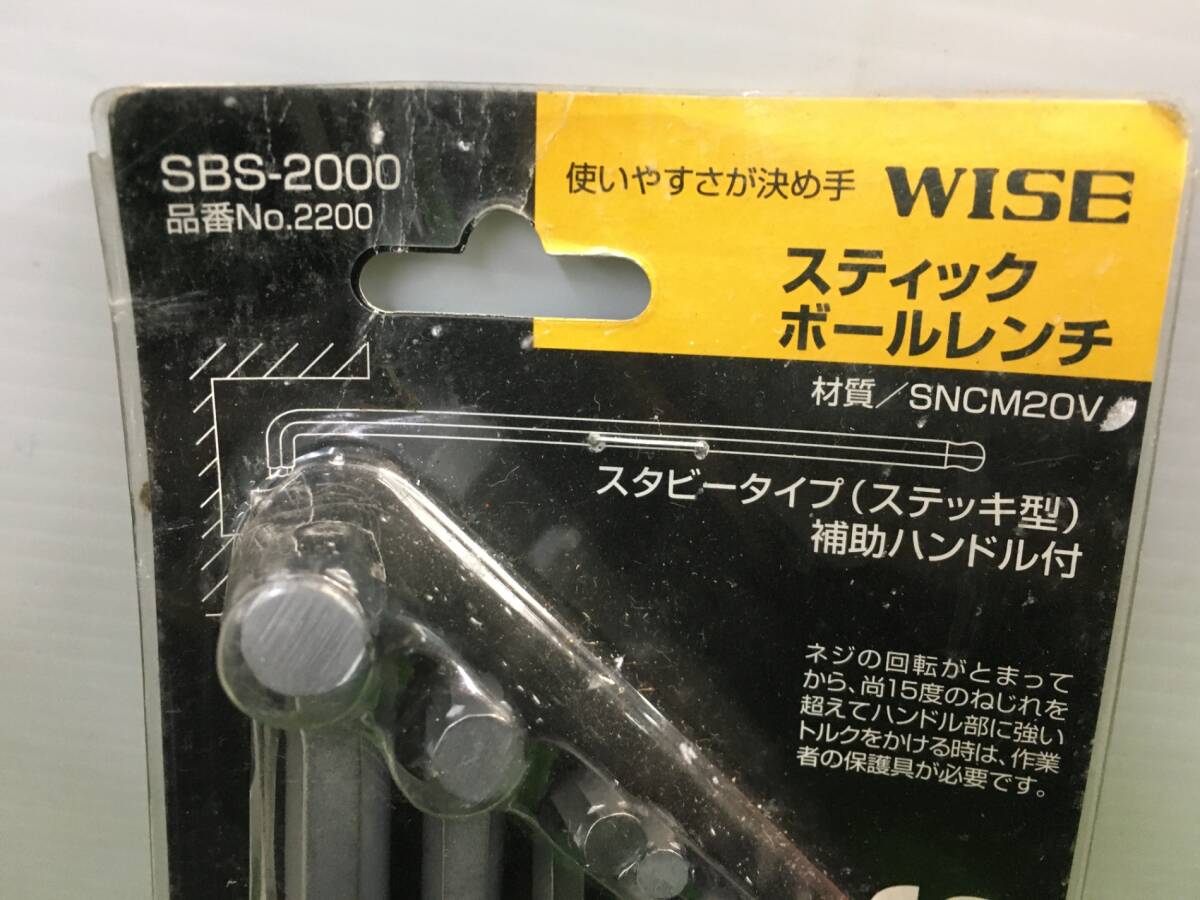 SBS-2000
品番No.2200
使いやすさが決め手 WISE
スティック
ボールレンチ
材質／SNCM20V
スタビータイプ(ステッキ型)
補助ハンドル付
ネジの回転がとまって
から、尚15度のねじれを
超えてハンドル部に強い
トルクをかける時は、作業
者の保護具が必要です。